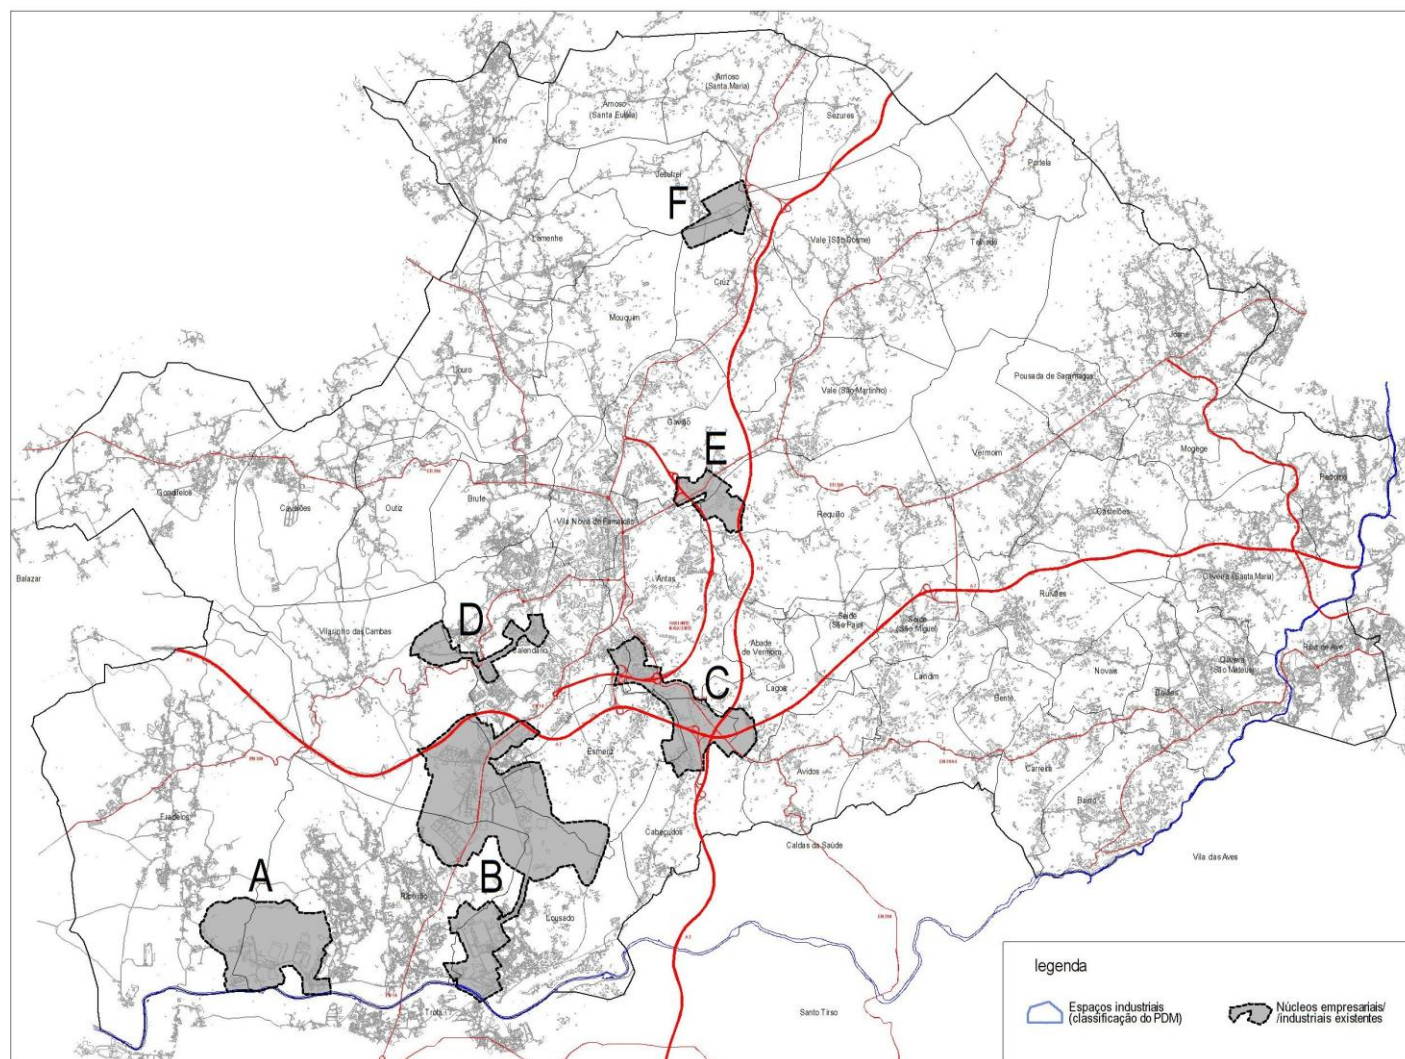 Arnoso
(Santa Maria)
Arnoso
(Santa Eulália)
Sezures
Nine
Portela
Jesufrei
F
Lemenhe
Vale (São Cosme)
Telhado
Cruz
Mouquim
Joane
Louro
Pousada de Saramagos
Vale (São Martinho)
Gavião
E
Mogege
Vermoim
Pedome
Gondifelos
Cavalões
Outiz
Brufe
Vila Nova de Famalicão
Requião
Castelões
Balazar
Antas
Oliveira (Santa Maria)
Ruivães
D
Vilarinho das Cambas
Calendário
Seide
(São Paio)
Seide
(São Miguel)
Abade
de Vermoim
Riba de Ave
Oliveira
(São Mateus)
C
Lagoa
Landim
Novais
Bente
Delães
Esmeriz
Avidos
Carreira
Bairro
Fradelos
Cabeçudos
Caldas da Saúde
Vila das Aves
A
B
Ribeirão
Lousado
Trofa
Santo Tirso
legenda
Espaços industriais
(classificação do PDM)
Núcleos empresariais/
/industriais existentes